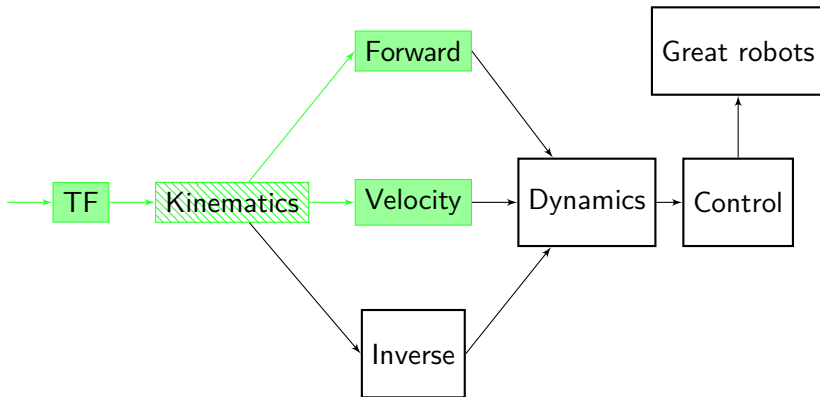 Forward
Great robots
TF
Kinematics
Velocity
Dynamics
Control
Inverse